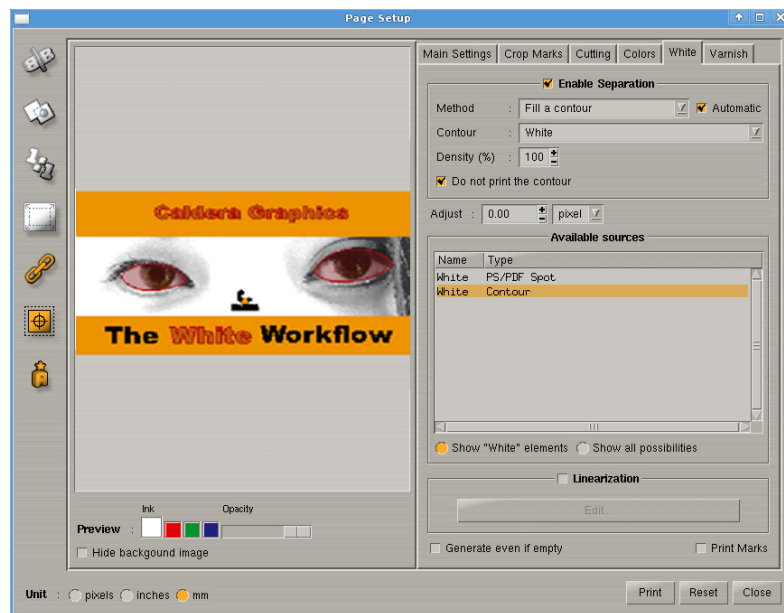 Page Setup
Main Settings Crop Marks Cutting Colors White Varnish
Enable Separation
Method : Fill a contour Automatic
Contour : White
Density (%) : 100
Do not print the contour
Adjust : 0.00 pixel
Available sources
Name Type
White PS/PDF Spot
White Contour
Show "White" elements Show all possibilities
Linearization
Edit...
Generate even if empty Print Marks
Caldera Graphics
The White Workflow
Ink Opacity
Preview :
Hide backgound image
Unit : pixels inches mm
Print Reset Close